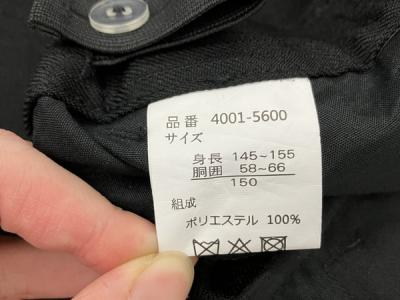 品番 4001-5600
サイズ
身長 145~155
胴囲 58~66
150
組成
ポリエステル 100%